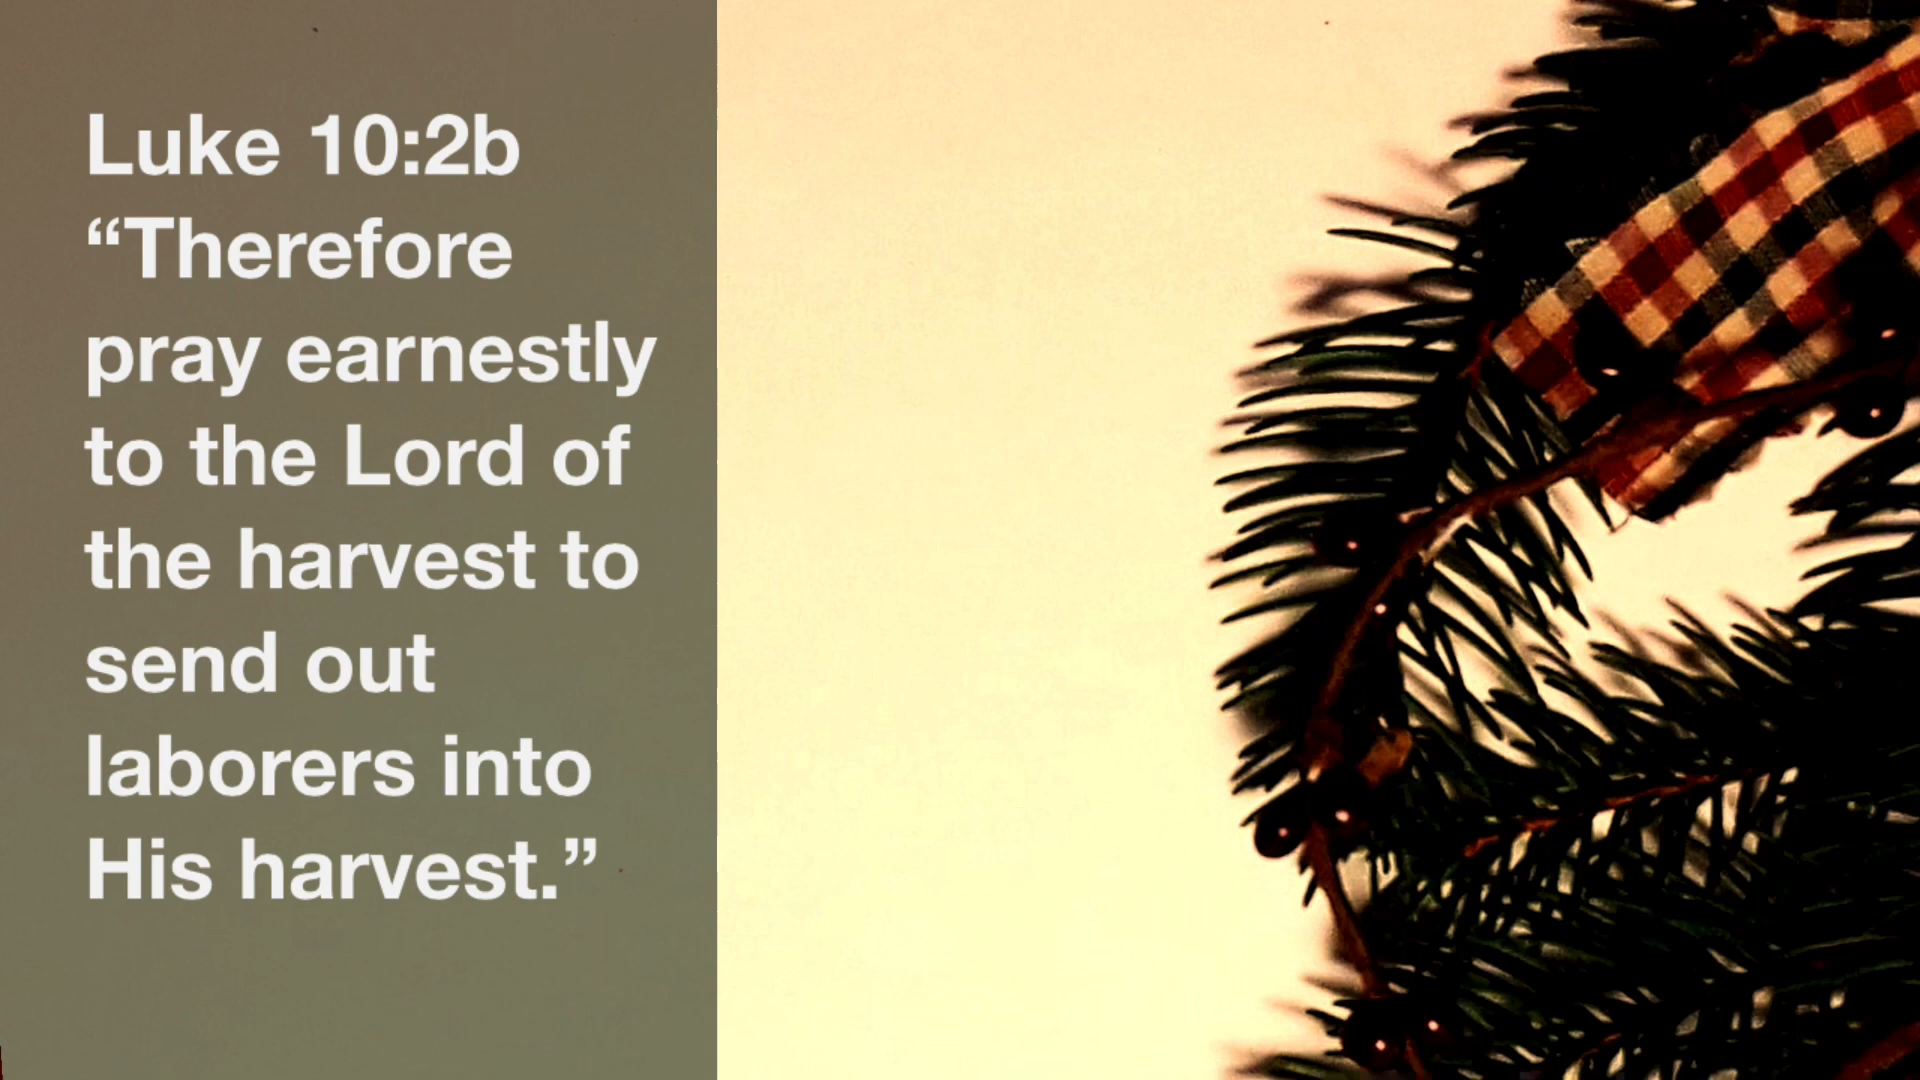 Luke 10:2b
“Therefore
pray earnestly
to the Lord of
the harvest to
send out
laborers into
His harvest.”